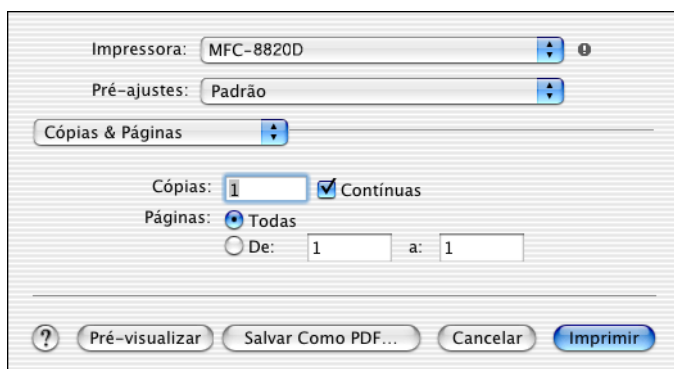 Impressora: MFC-8820D
Pré-ajustes: Padrão
Cópias & Páginas
Cópias: 1 Contínuas
Páginas: Todas
De: 1 a: 1
? Pré-visualizar Salvar Como PDF... Cancelar Imprimir